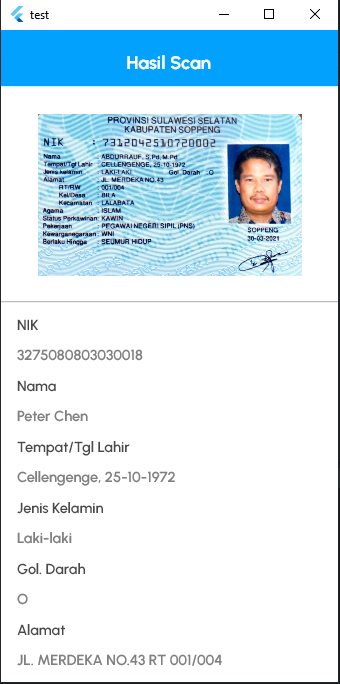 test
Hasil Scan
PROVINSI SULAWESI SELATAN
KABUPATEN SOPPENG
NIK : 7312042510720002
Nama : ABDURRAUF, S.Pd, M.Pd
Tempat/Tgl Lahir : CELLENGENGE, 25-10-1972
Jenis kelamin : LAKI-LAKI Gol. Darah : O
Alamat : JL. MERDEKA NO.43
RT/RW : 001/004
Kel/Desa : BILA
Kecamatan : LALABATA
Agama : ISLAM
Status Perkawinan: KAWIN
Pekerjaan : PEGAWAI NEGERI SIPIL (PNS)
Kewarganegaraan: WNI
Berlaku Hingga : SEUMUR HIDUP
SOPPENG
30-03-2021
NIK
3275080803030018
Nama
Peter Chen
Tempat/Tgl Lahir
Cellengenge, 25-10-1972
Jenis Kelamin
Laki-laki
Gol. Darah
O
Alamat
JL. MERDEKA NO.43 RT 001/004